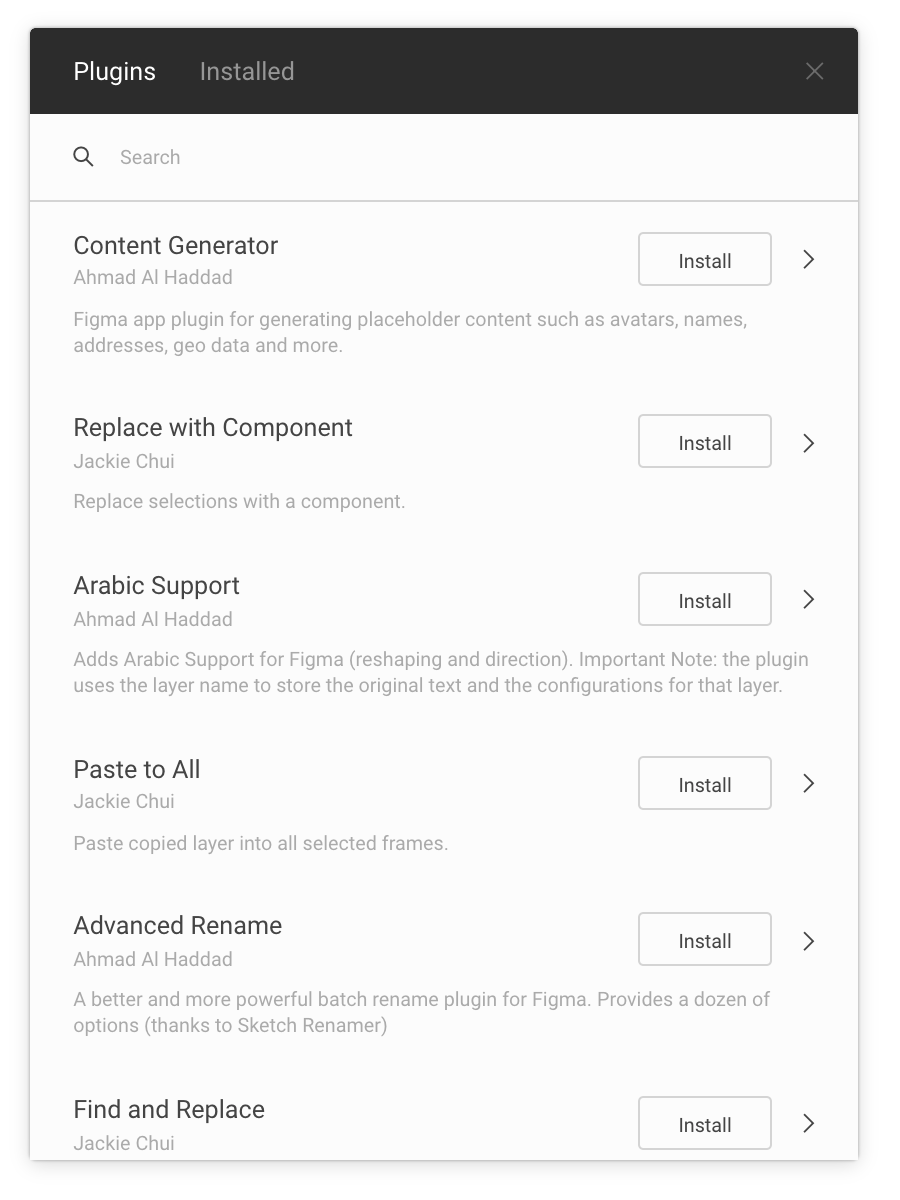 Plugins Installed
Search
Content Generator
Install
Ahmad Al Haddad
Figma app plugin for generating placeholder content such as avatars, names,
addresses, geo data and more.
Replace with Component
Install
Jackie Chui
Replace selections with a component.
Arabic Support
Install
Ahmad Al Haddad
Adds Arabic Support for Figma (reshaping and direction). Important Note: the plugin
uses the layer name to store the original text and the configurations for that layer.
Paste to All
Install
Jackie Chui
Paste copied layer into all selected frames.
Advanced Rename
Install
Ahmad Al Haddad
A better and more powerful batch rename plugin for Figma. Provides a dozen of
options (thanks to Sketch Renamer)
Find and Replace
Install
Jackie Chui